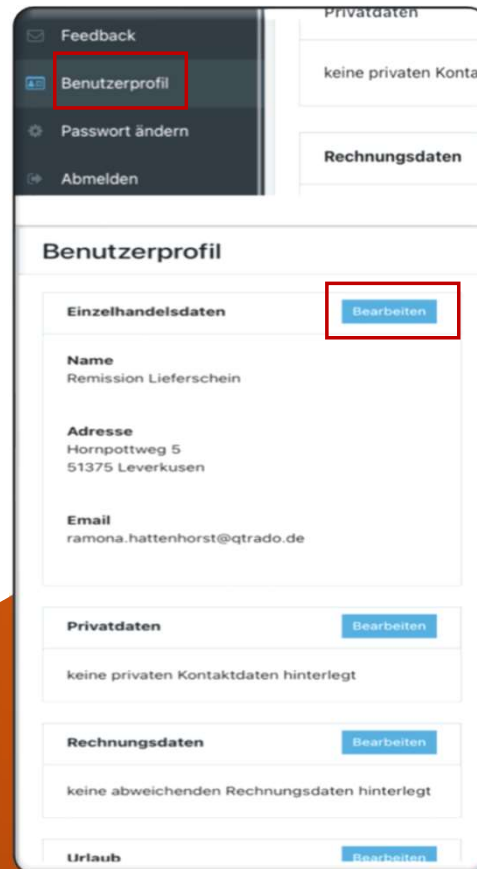 Feedback
Benutzerprofil
Passwort ändern
Abmelden
Privatdaten
keine privaten
Rechnungsdaten
Benutzerprofil
Einzelhandelsdaten Bearbeiten
Name
Remission Lieferschein
Adresse
Hornpottweg 5
51375 Leverkusen
Email
ramona.hattenhorst@qtrado.de
Privatdaten Bearbeiten
keine privaten Kontaktdaten hinterlegt
Rechnungsdaten Bearbeiten
keine abweichenden Rechnungsdaten hinterlegt
Urlaub Bearbeiten